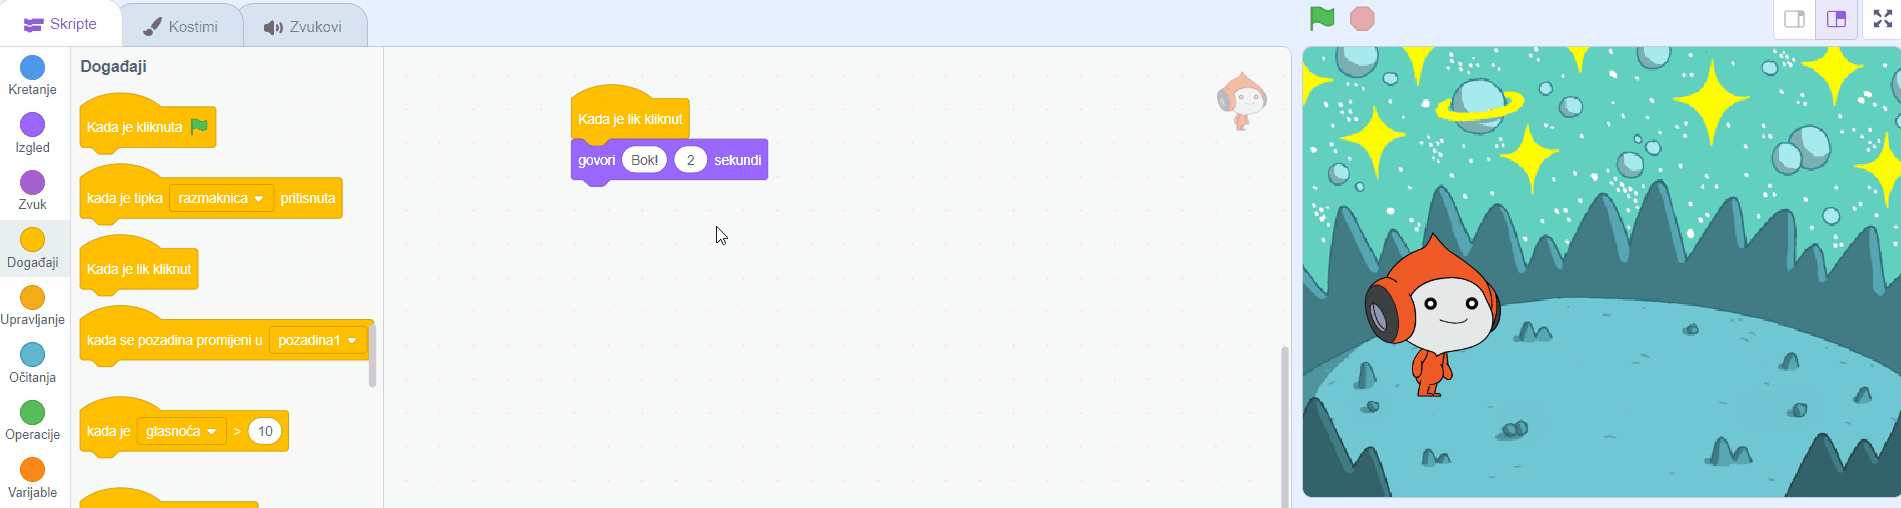 Skripte
Kostimi
Zvukovi
Kretanje
Izgled
Zvuk
Događaji
Upravljanje
Očitanja
Operacije
Varijable
Događaji
Kada je kliknuta
kada je tipka razmaknica pritisnuta
Kada je lik kliknut
kada se pozadina promijeni u pozadina1
kada je glasnoća > 10
Kada je lik kliknut
govori Bok! 2 sekundi